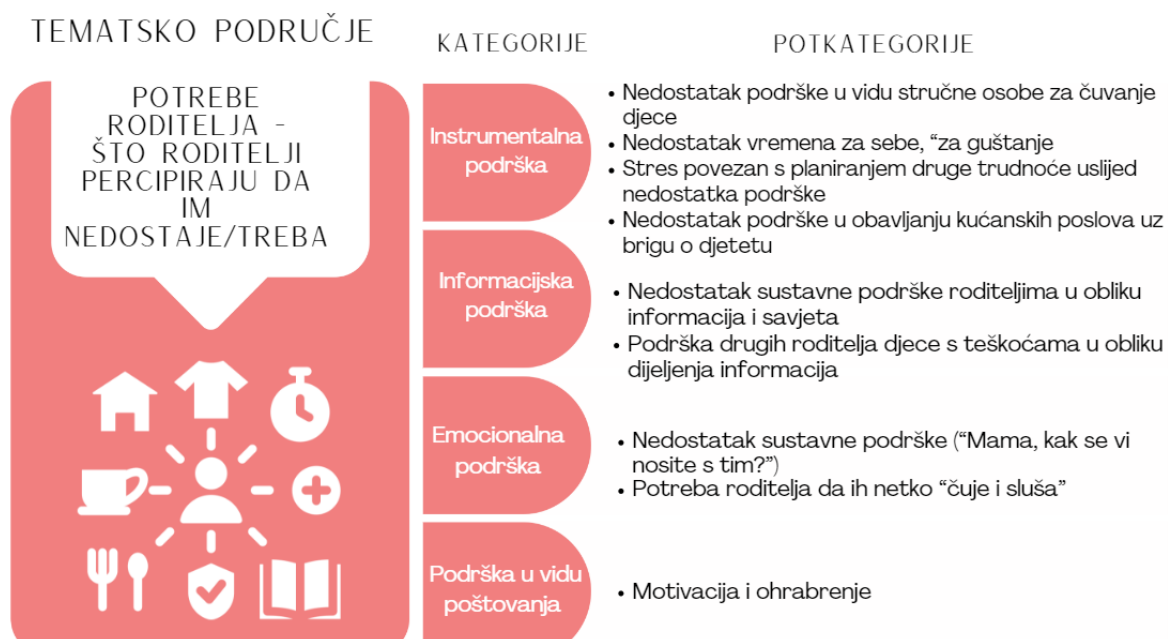 TEMATSKO PODRUČJE
KATEGORIJE
POTKATEGORIJE
POTREBE
RODITELJA -
ŠTO RODITELJI
PERCIPIRAJU DA
IM
NEDOSTAJE/TREBA
Instrumentalna
podrška
• Nedostatak podrške u vidu stručne osobe za čuvanje
djece
• Nedostatak vremena za sebe, “za guštanje
• Stres povezan s planiranjem druge trudnoće uslijed
nedostatka podrške
• Nedostatak podrške u obavljanju kućanskih poslova uz
brigu o djetetu
Informacijska
podrška
• Nedostatak sustavne podrške roditeljima u obliku
informacija i savjeta
• Podrška drugih roditelja djece s teškoćama u obliku
dijeljenja informacija
Emocionalna
podrška
• Nedostatak sustavne podrške (“Mama, kak se vi
nosite s tim?”)
• Potreba roditelja da ih netko “čuje i sluša”
Podrška u vidu
poštovanja
• Motivacija i ohrabrenje